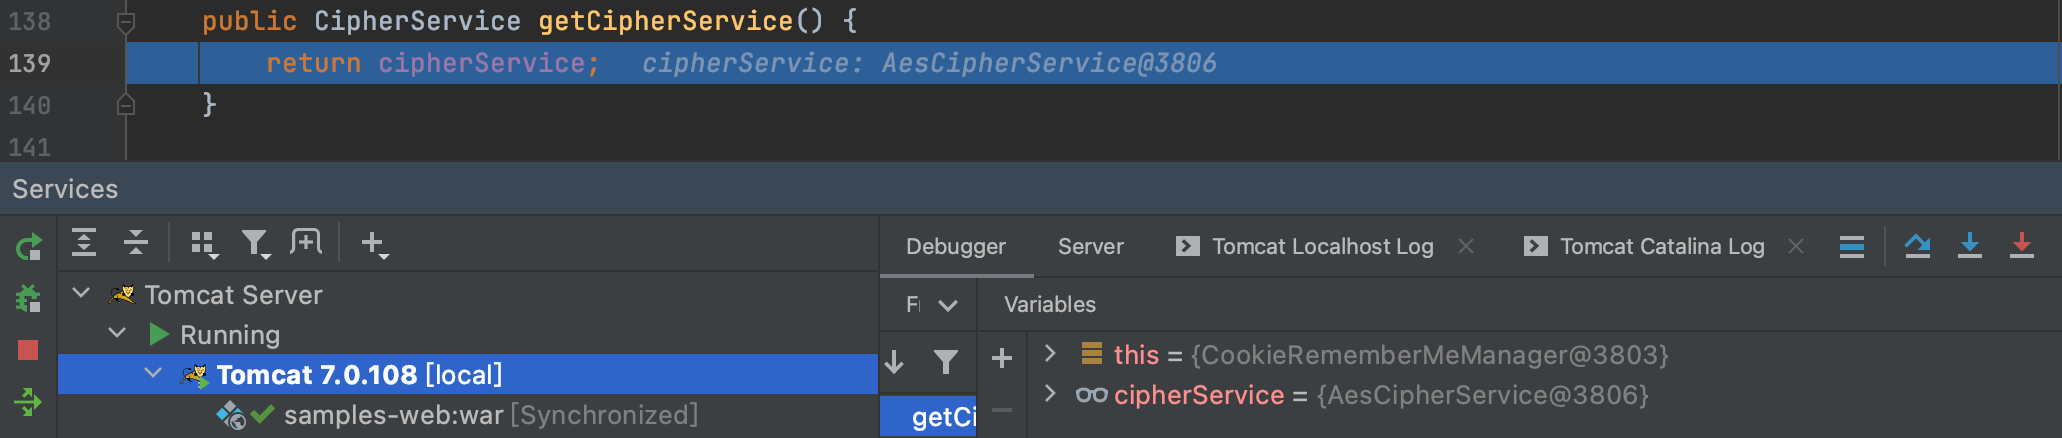 138 public CipherService getCipherService() {
139 return cipherService; cipherService: AesCipherService@3806
140 }
141
Services
Debugger Server Tomcat Localhost Log Tomcat Catalina Log
Tomcat Server
Running
Tomcat 7.0.108 [local]
samples-web:war [Synchronized]
Variables
this = {CookieRememberMeManager@3803}
cipherService = {AesCipherService@3806}
getCi